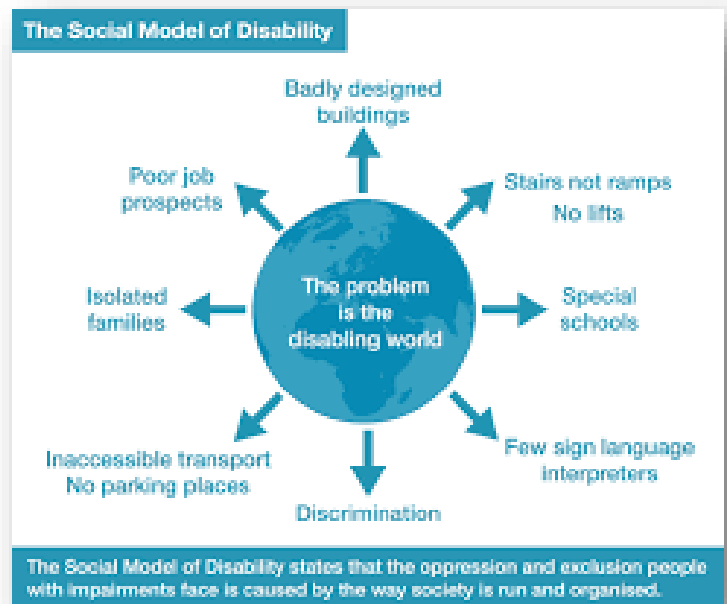 The Social Model of Disability
Badly designed
buildings
Poor job
prospects
Stairs not ramps
No lifts
Isolated
families
The problem
is the
disabling world
Special
schools
Inaccessible transport
No parking places
Few sign language
interpreters
Discrimination
The Social Model of Disability states that the oppression and exclusion people
with impairments face is caused by the way society is run and organised.